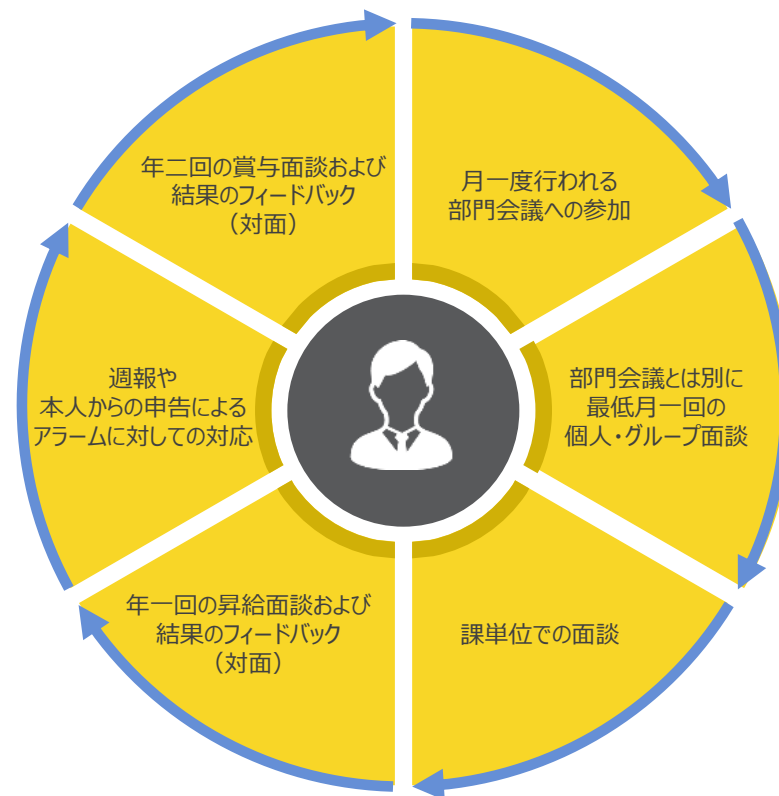 年二回の賞与面談および
結果のフィードバック
（対面）
月一度行われる
部門会議への参加
週報や
本人からの申告による
アラームに対しての対応
部門会議とは別に
最低月一回の
個人・グループ面談
年一回の昇給面談および
結果のフィードバック
（対面）
課単位での面談